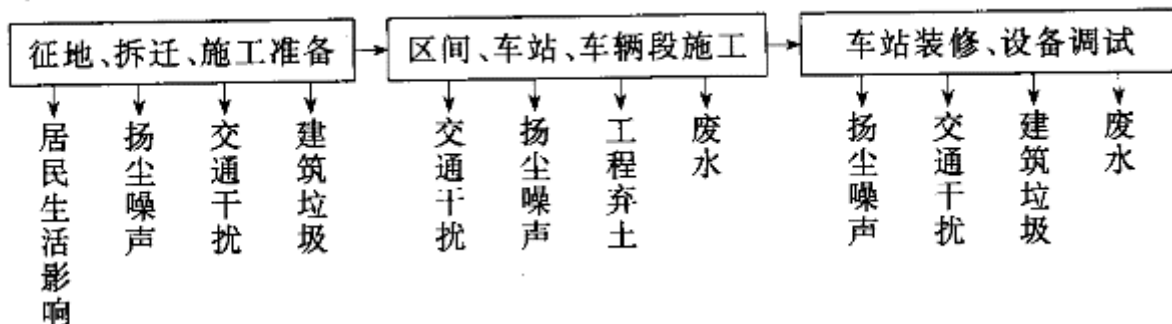 征地、拆迁、施工准备
区间、车站、车辆段施工
车站装修、设备调试
居民生活影响
扬尘噪声
交通干扰
建筑垃圾
交通干扰
扬尘噪声
工程弃土
废水
扬尘噪声
交通干扰
建筑垃圾
废水